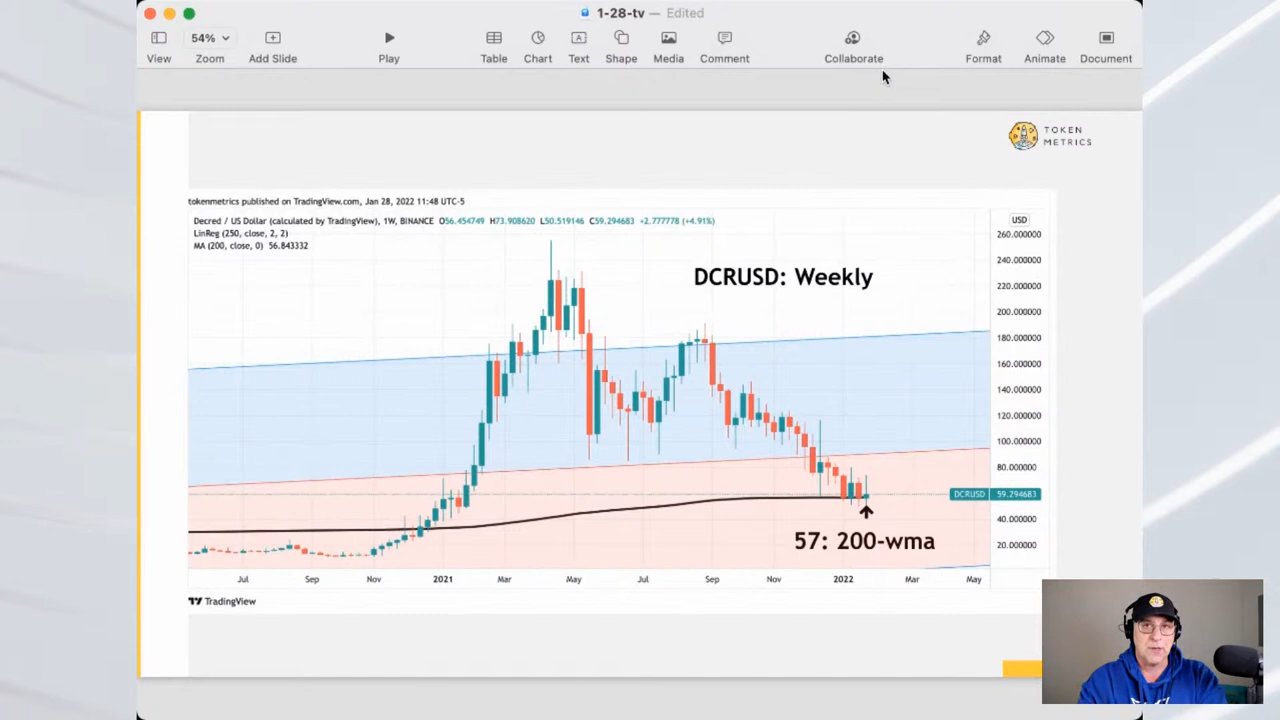 1-28-tv — Edited
54%
View Zoom Add Slide Play Table Chart Text Shape Media Comment Collaborate Format Animate Document
TOKEN
METRICS
tokenmetrics published on TradingView.com, Jan 28, 2022 11:48 UTC-5
Decred / US Dollar (calculated by TradingView), 1W, BINANCE O56.454749 H73.908620 L50.519146 C59.294683 +2.777778 (+4.91%)
LinReg (250, close, 2, 2)
MA (200, close, 0) 56.843332
USD
260.000000
240.000000
DCRUSD: Weekly
220.000000
200.000000
180.000000
160.000000
140.000000
120.000000
100.000000
80.000000
DCRUSD 59.294683
40.000000
57: 200-wma
20.000000
Jul Sep Nov 2021 Mar May Jul Sep Nov 2022 Mar May
TradingView